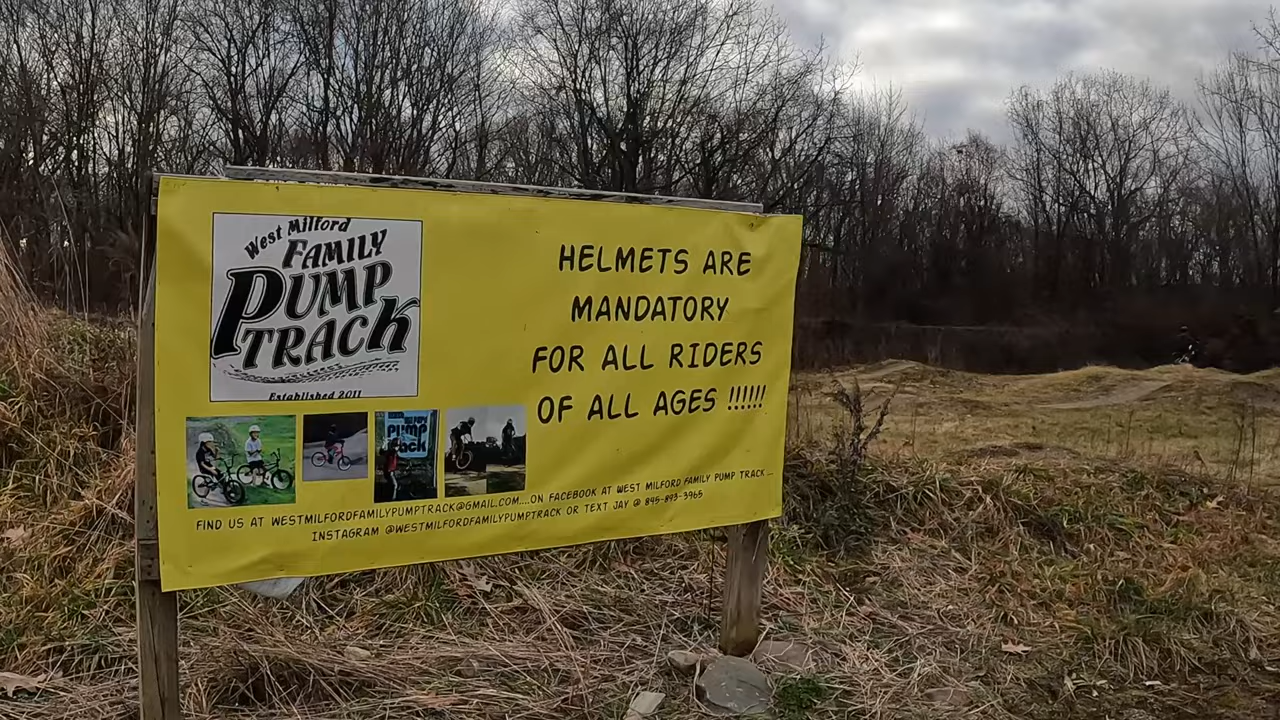 West Milford
FAMILY
PUMP
TRACK
Established 2011
HELMETS ARE
MANDATORY
FOR ALL RIDERS
OF ALL AGES !!!!!!
PUMP
FIND US AT WESTMILFORDFAMILYPUMPTRACK@GMAIL.COM....ON FACEBOOK AT WEST MILFORD FAMILY PUMP TRACK...
INSTAGRAM @WESTMILFORDFAMILYPUMPTRACK OR TEXT JAY @ 845-893-3965